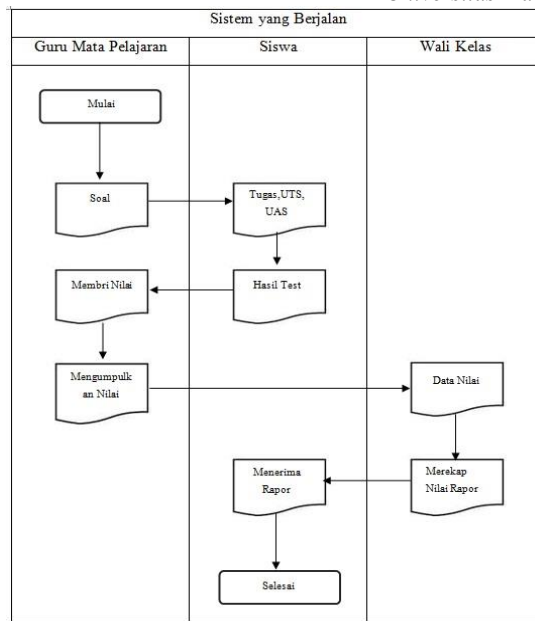 Sistem yang Berjalan
Guru Mata Pelajaran
Siswa
Wali Kelas
Mulai
Soal
Tugas,UTS,
UAS
Membri Nilai
Hasil Test
Mengumpulk
an Nilai
Data Nilai
Menerima
Rapor
Merekap
Nilai Rapor
Selesai